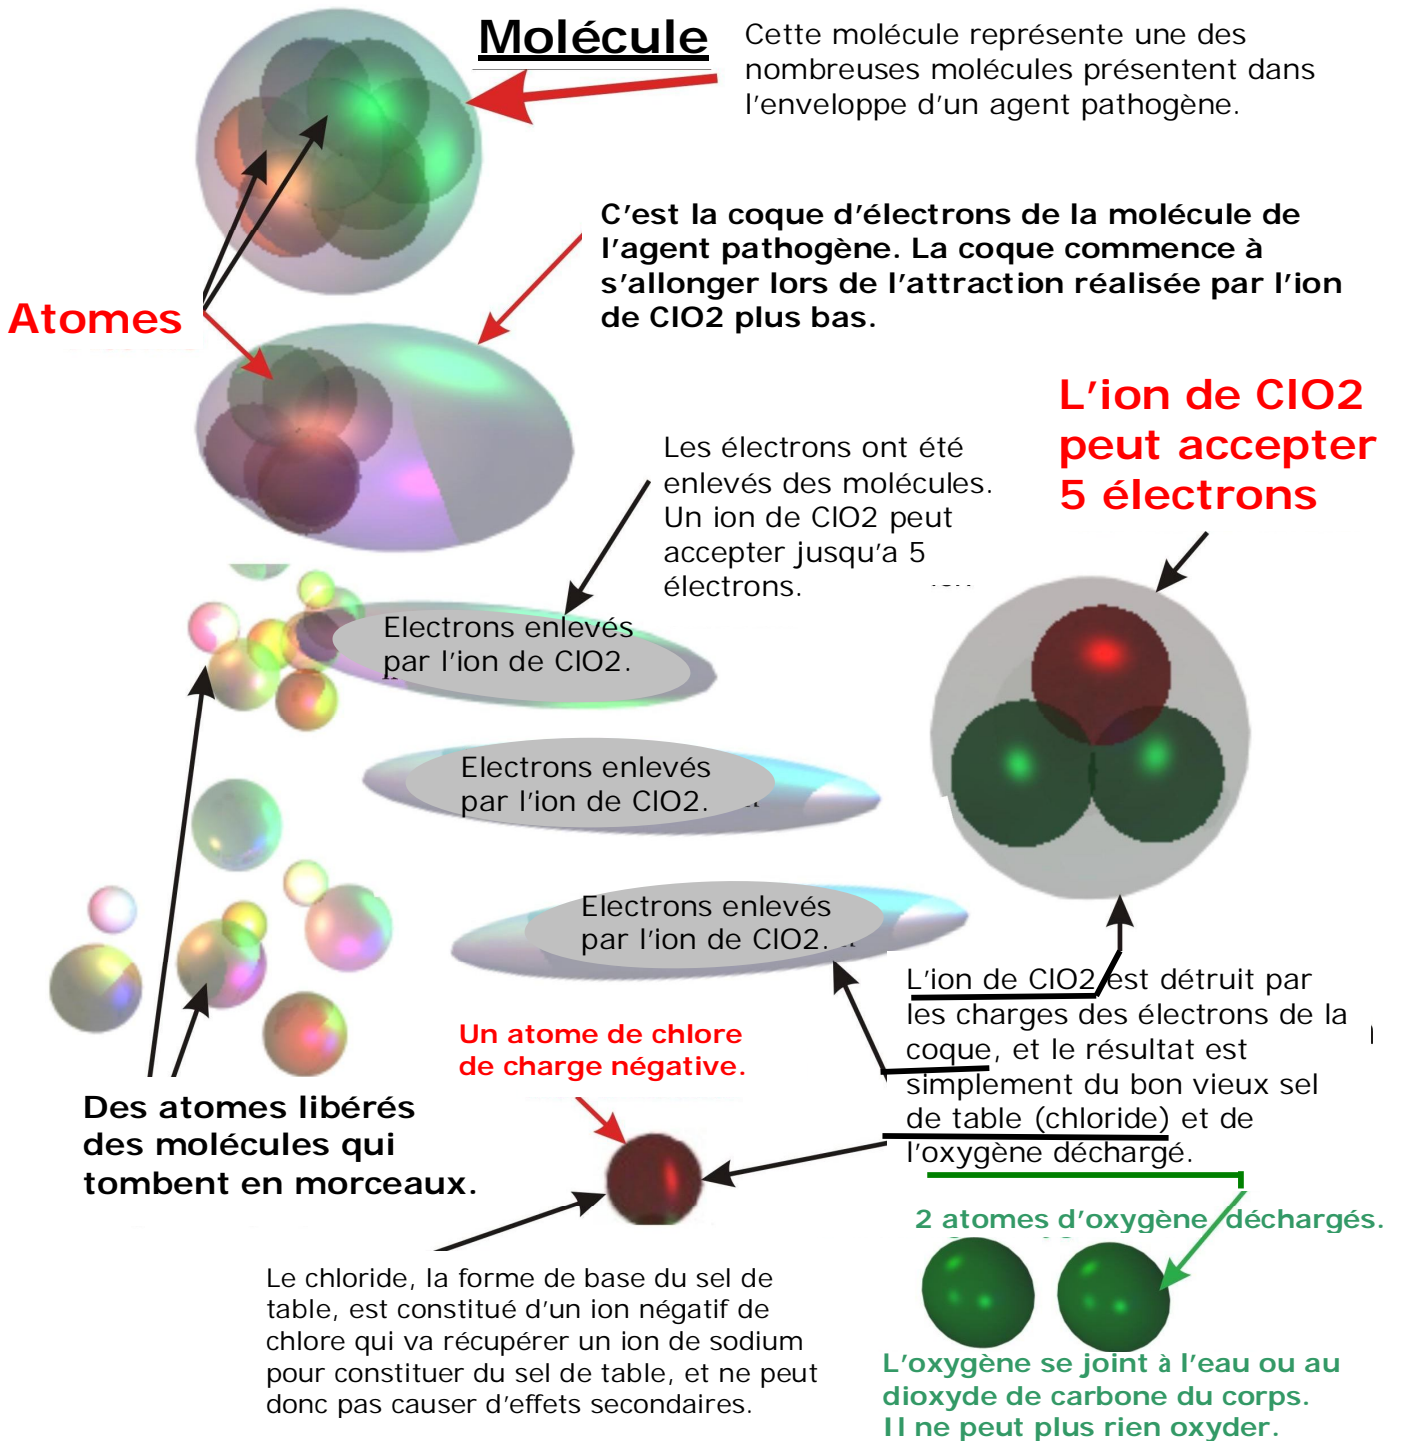 Molécule
Cette molécule représente une des
nombreuses molécules présentent dans
l'enveloppe d'un agent pathogène.
C'est la coque d'électrons de la molécule de
l'agent pathogène. La coque commence à
s'allonger lors de l'attraction réalisée par l'ion
de ClO2 plus bas.
Atomes
L'ion de ClO2
peut accepter
5 électrons
Les électrons ont été
enlevés des molécules.
Un ion de ClO2 peut
accepter jusqu'a 5
électrons.
Electrons enlevés
par l'ion de ClO2.
Electrons enlevés
par l'ion de ClO2.
Electrons enlevés
par l'ion de ClO2.
L'ion de ClO2 est détruit par
les charges des électrons de la
coque, et le résultat est
simplement du bon vieux sel
de table (chloride) et de
l'oxygène déchargé.
Un atome de chlore
de charge négative.
Des atomes libérés
des molécules qui
tombent en morceaux.
2 atomes d'oxygène déchargés.
Le chloride, la forme de base du sel de
table, est constitué d'un ion négatif de
chlore qui va récupérer un ion de sodium
pour constituer du sel de table, et ne peut
donc pas causer d'effets secondaires.
L'oxygène se joint à l'eau ou au
dioxyde de carbone du corps.
Il ne peut plus rien oxyder.